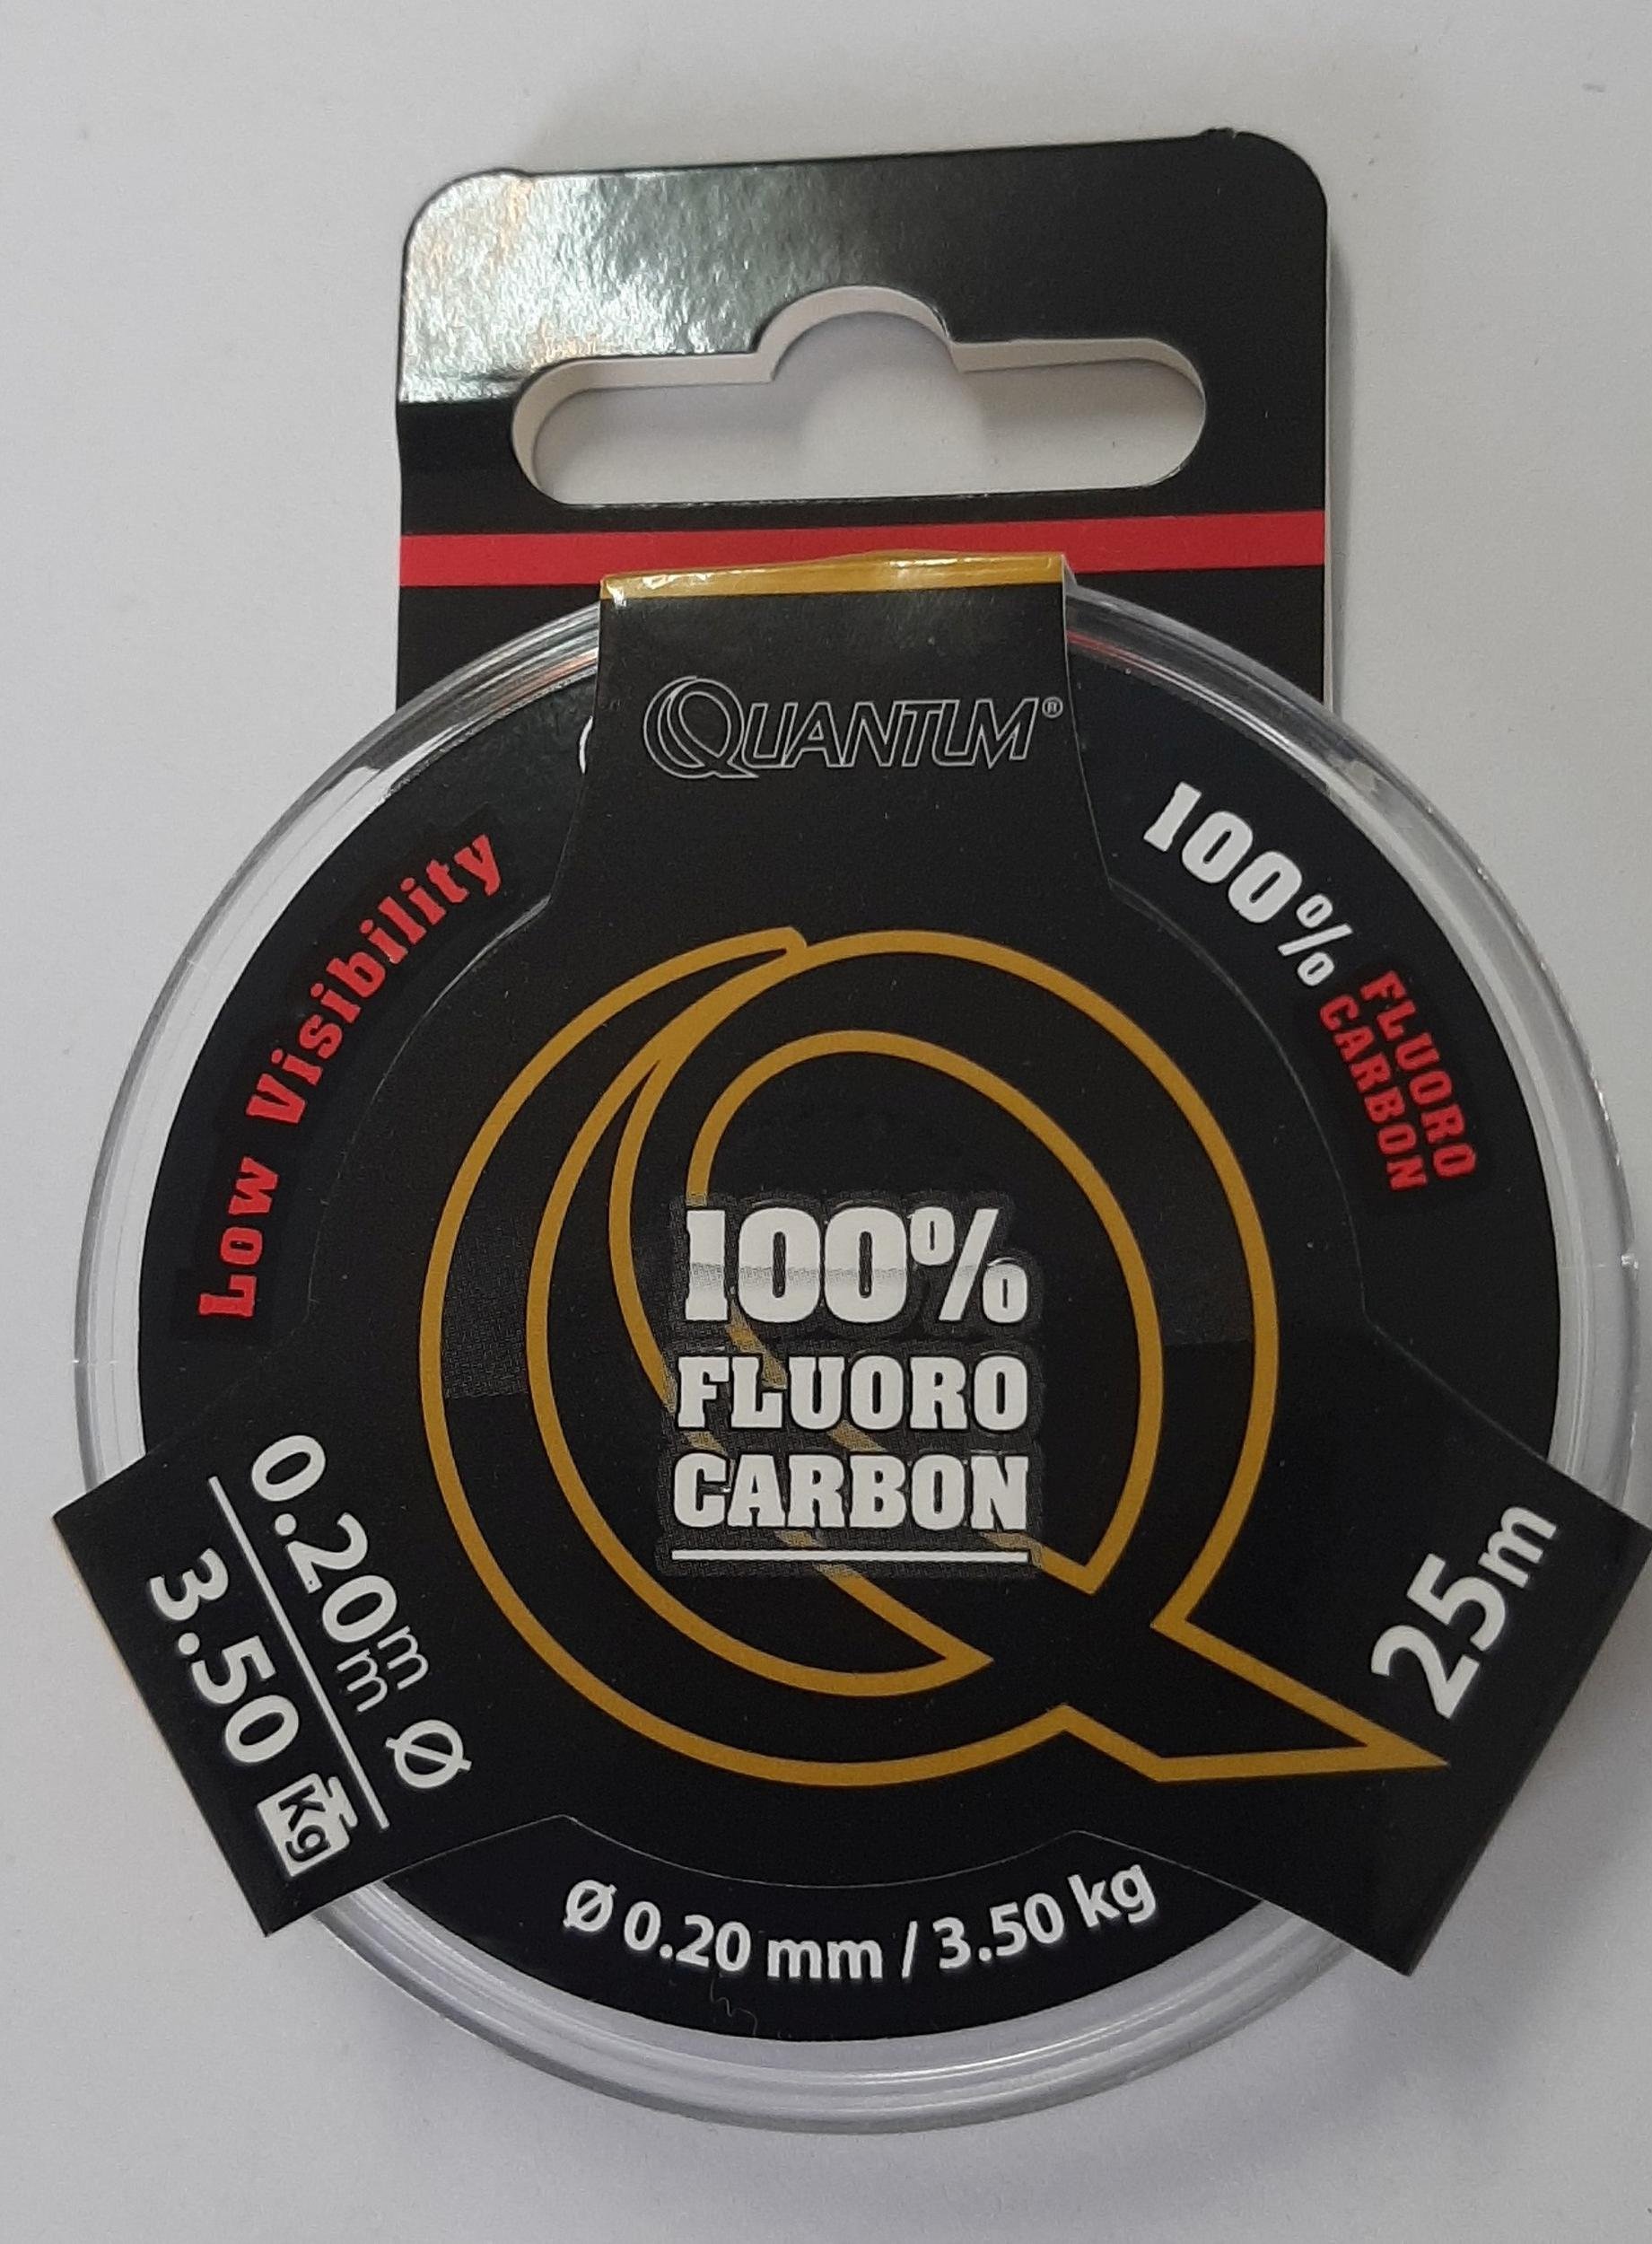 QUANTUM®
Low Visibility
100% FLUORO
CARBON
100%
FLUORO
CARBON
0.20mm Ø
3.50 Kg
25m
Ø 0.20 mm / 3.50 kg